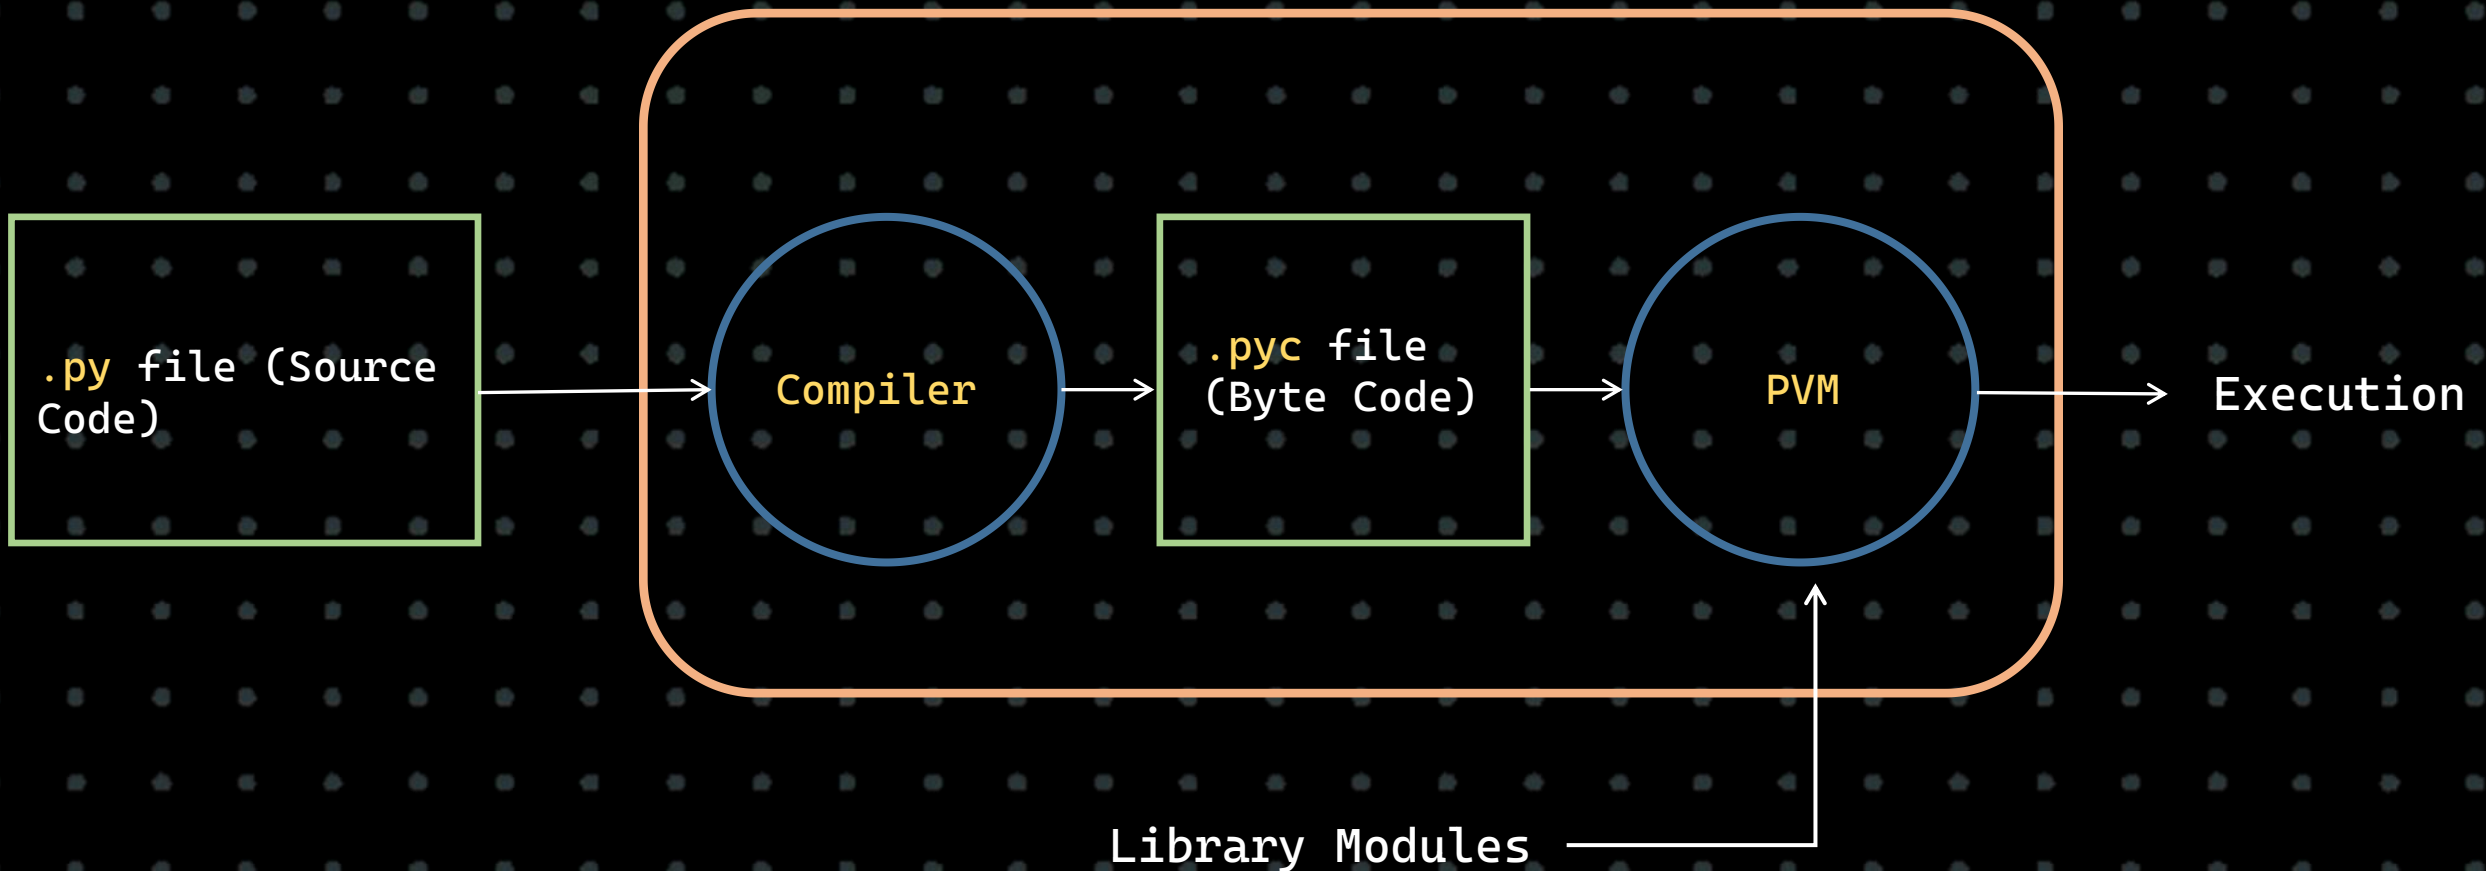 .py file (Source
Code)
Compiler
.pyc file
(Byte Code)
PVM
Execution
Library Modules